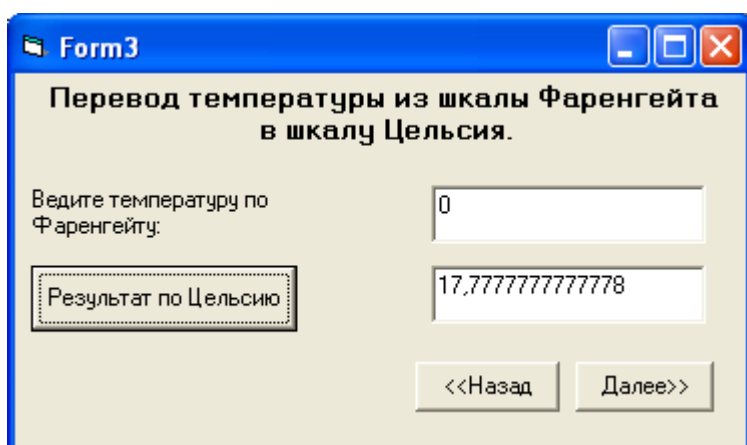 Form3
Перевод температуры из шкалы Фаренгейта
в шкалу Цельсия.
Ведите температуру по
Фаренгейту:
0
Результат по Цельсию
17,7777777777778
<<Назад
Далее>>